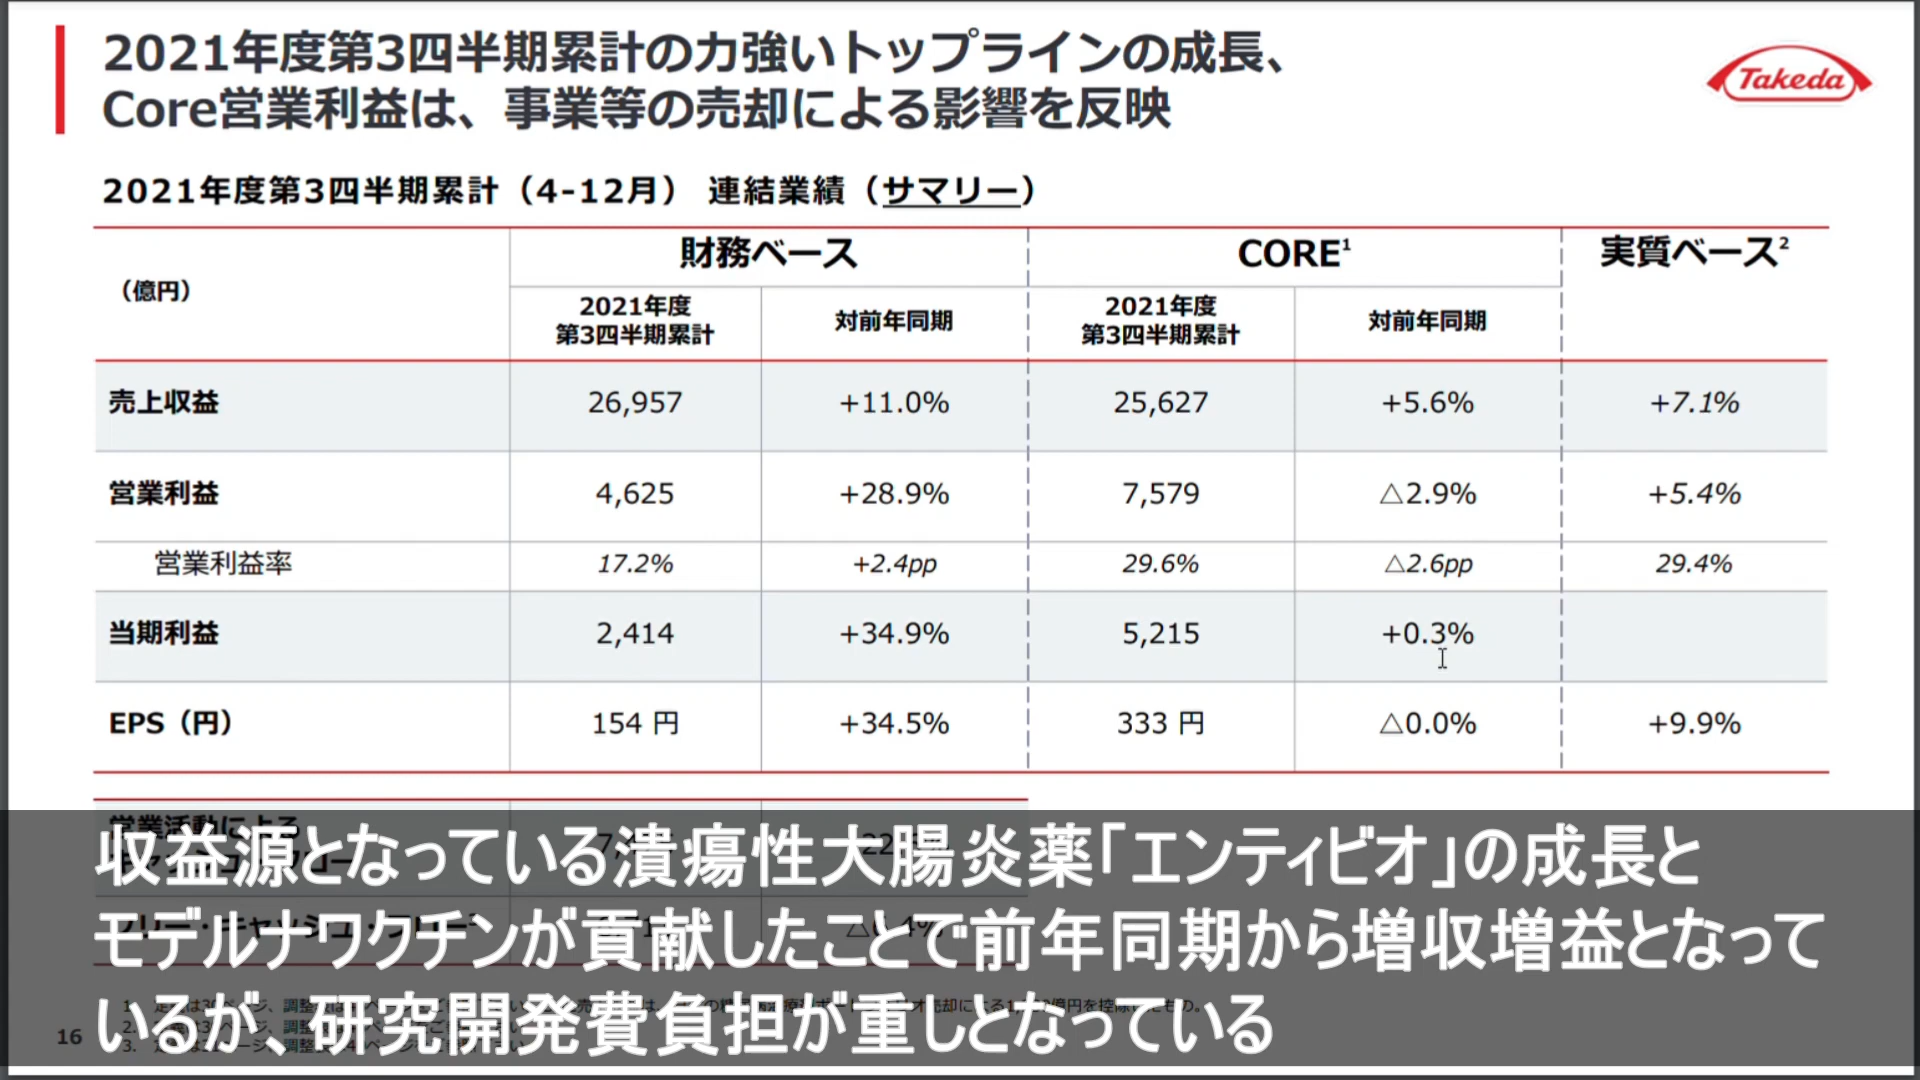 2021年度第3四半期累計の力強いトップラインの成長、
Core営業利益は、事業等の売却による影響を反映
Takeda
2021年度第3四半期累計（4-12月） 連結業績（サマリー）
（億円） 財務ベース CORE1 実質ベース2
2021年度 第3四半期累計 対前年同期 2021年度 第3四半期累計 対前年同期
売上収益 26,957 +11.0% 25,627 +5.6% +7.1%
営業利益 4,625 +28.9% 7,579 △2.9% +5.4%
営業利益率 17.2% +2.4pp 29.6% △2.6pp 29.4%
当期利益 2,414 +34.9% 5,215 +0.3%
EPS（円） 154 円 +34.5% 333 円 △0.0% +9.9%
収益源となっている潰瘍性大腸炎薬「エンティビオ」の成長と
モデルナワクチンが貢献したことで前年同期から増収増益となって
いるが、研究開発費負担が重しとなっている
16